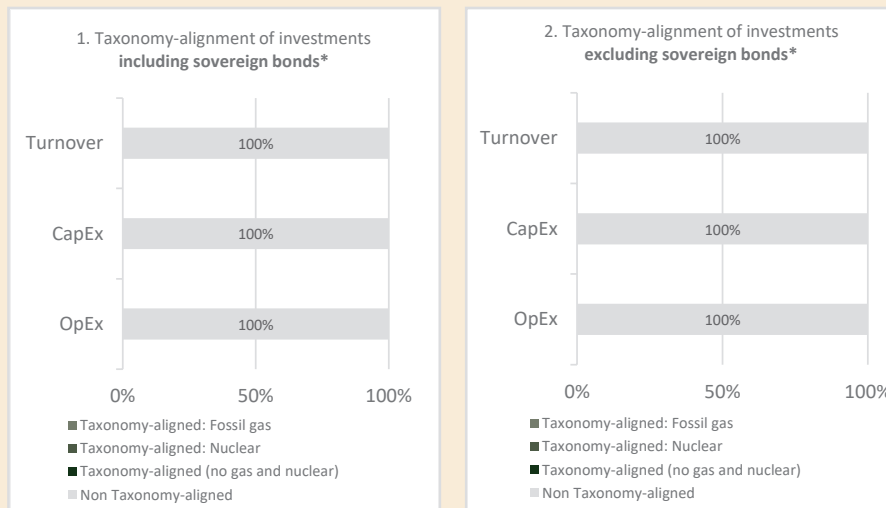 1. Taxonomy-alignment of investments
including sovereign bonds*
Turnover
100%
CapEx
100%
OpEx
100%
0%
50%
100%
Taxonomy-aligned: Fossil gas
Taxonomy-aligned: Nuclear
Taxonomy-aligned (no gas and nuclear)
Non Taxonomy-aligned
2. Taxonomy-alignment of investments
excluding sovereign bonds*
Turnover
100%
CapEx
100%
OpEx
100%
0%
50%
100%
Taxonomy-aligned: Fossil gas
Taxonomy-aligned: Nuclear
Taxonomy-aligned (no gas and nuclear)
Non Taxonomy-aligned